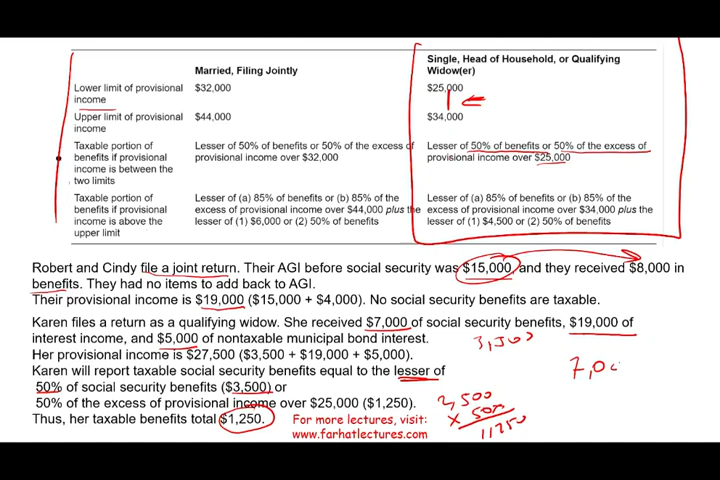 Married, Filing Jointly
Single, Head of Household, or Qualifying
Widow(er)
Lower limit of provisional
income
$32,000
$25,000
Upper limit of provisional
income
$44,000
$34,000
Taxable portion of
benefits if provisional
income is between the
two limits
Lesser of 50% of benefits or 50% of the excess of
provisional income over $32,000
Lesser of 50% of benefits or 50% of the excess of
provisional income over $25,000
Taxable portion of
benefits if provisional
income is above the
upper limit
Lesser of (a) 85% of benefits or (b) 85% of the
excess of provisional income over $44,000 plus the
lesser of (1) $6,000 or (2) 50% of benefits
Lesser of (a) 85% of benefits or (b) 85% of the
excess of provisional income over $34,000 plus the
lesser of (1) $4,500 or (2) 50% of benefits
Robert and Cindy file a joint return. Their AGI before social security was $15,000 and they received $8,000 in
benefits. They had no items to add back to AGI.
Their provisional income is $19,000 ($15,000 + $4,000). No social security benefits are taxable.
Karen files a return as a qualifying widow. She received $7,000 of social security benefits, $19,000 of
interest income, and $5,000 of nontaxable municipal bond interest.
3,500
Her provisional income is $27,500 ($3,500 + $19,000 + $5,000).
7,0
Karen will report taxable social security benefits equal to the lesser of
50% of social security benefits ($3,500) or
50% of the excess of provisional income over $25,000 ($1,250).
2,500
x 50%
1,250
Thus, her taxable benefits total $1,250.
For more lectures, visit:
www.farhatlectures.com